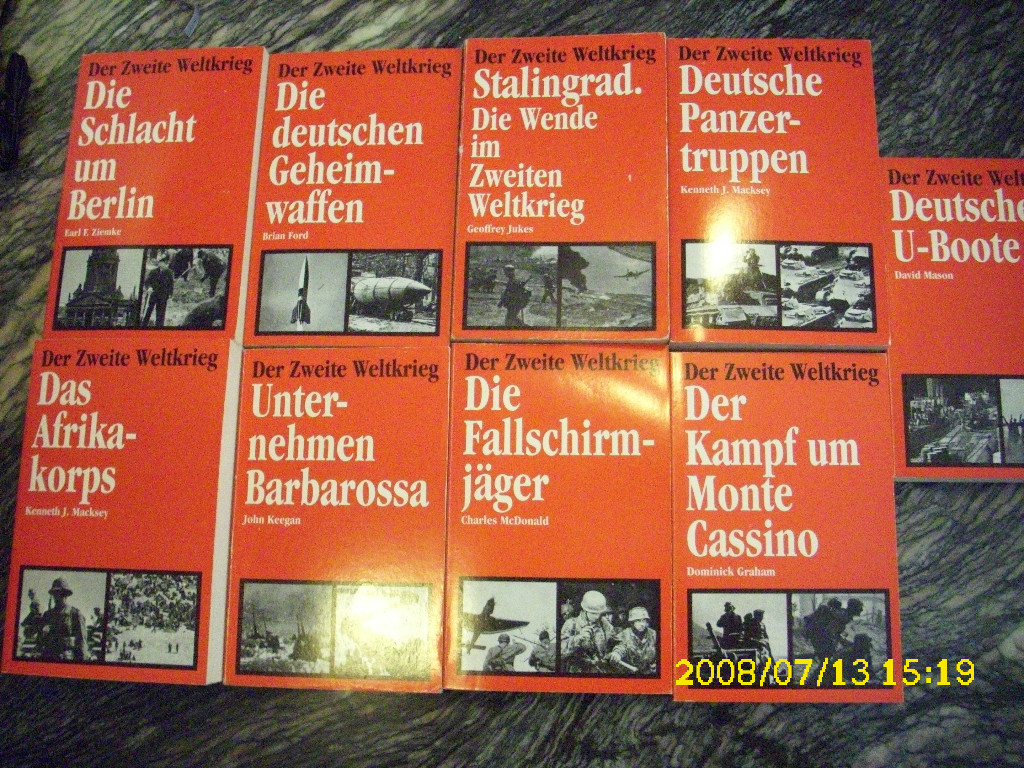 Der Zweite Weltkrieg
Die
Schlacht
um
Berlin
Earl F. Ziemke
Der Zweite Weltkrieg
Die
deutschen
Geheim-
waffen
Brian Ford
Der Zweite Weltkrieg
Stalingrad.
Die Wende
im
Zweiten
Weltkrieg
Geoffrey Jukes
Der Zweite Weltkrieg
Deutsche
Panzer-
truppen
Kenneth J. Macksey
Der Zweite Welt
Deutsche
U-Boote
David Mason
Der Zweite Weltkrieg
Das
Afrika-
korps
Kenneth J. Macksey
Der Zweite Weltkrieg
Unter-
nehmen
Barbarossa
John Keegan
Der Zweite Weltkrieg
Die
Fallschirm-
jäger
Charles McDonald
Der Zweite Weltkrieg
Der
Kampf um
Monte
Cassino
Dominick Graham
2008/07/13 15:19